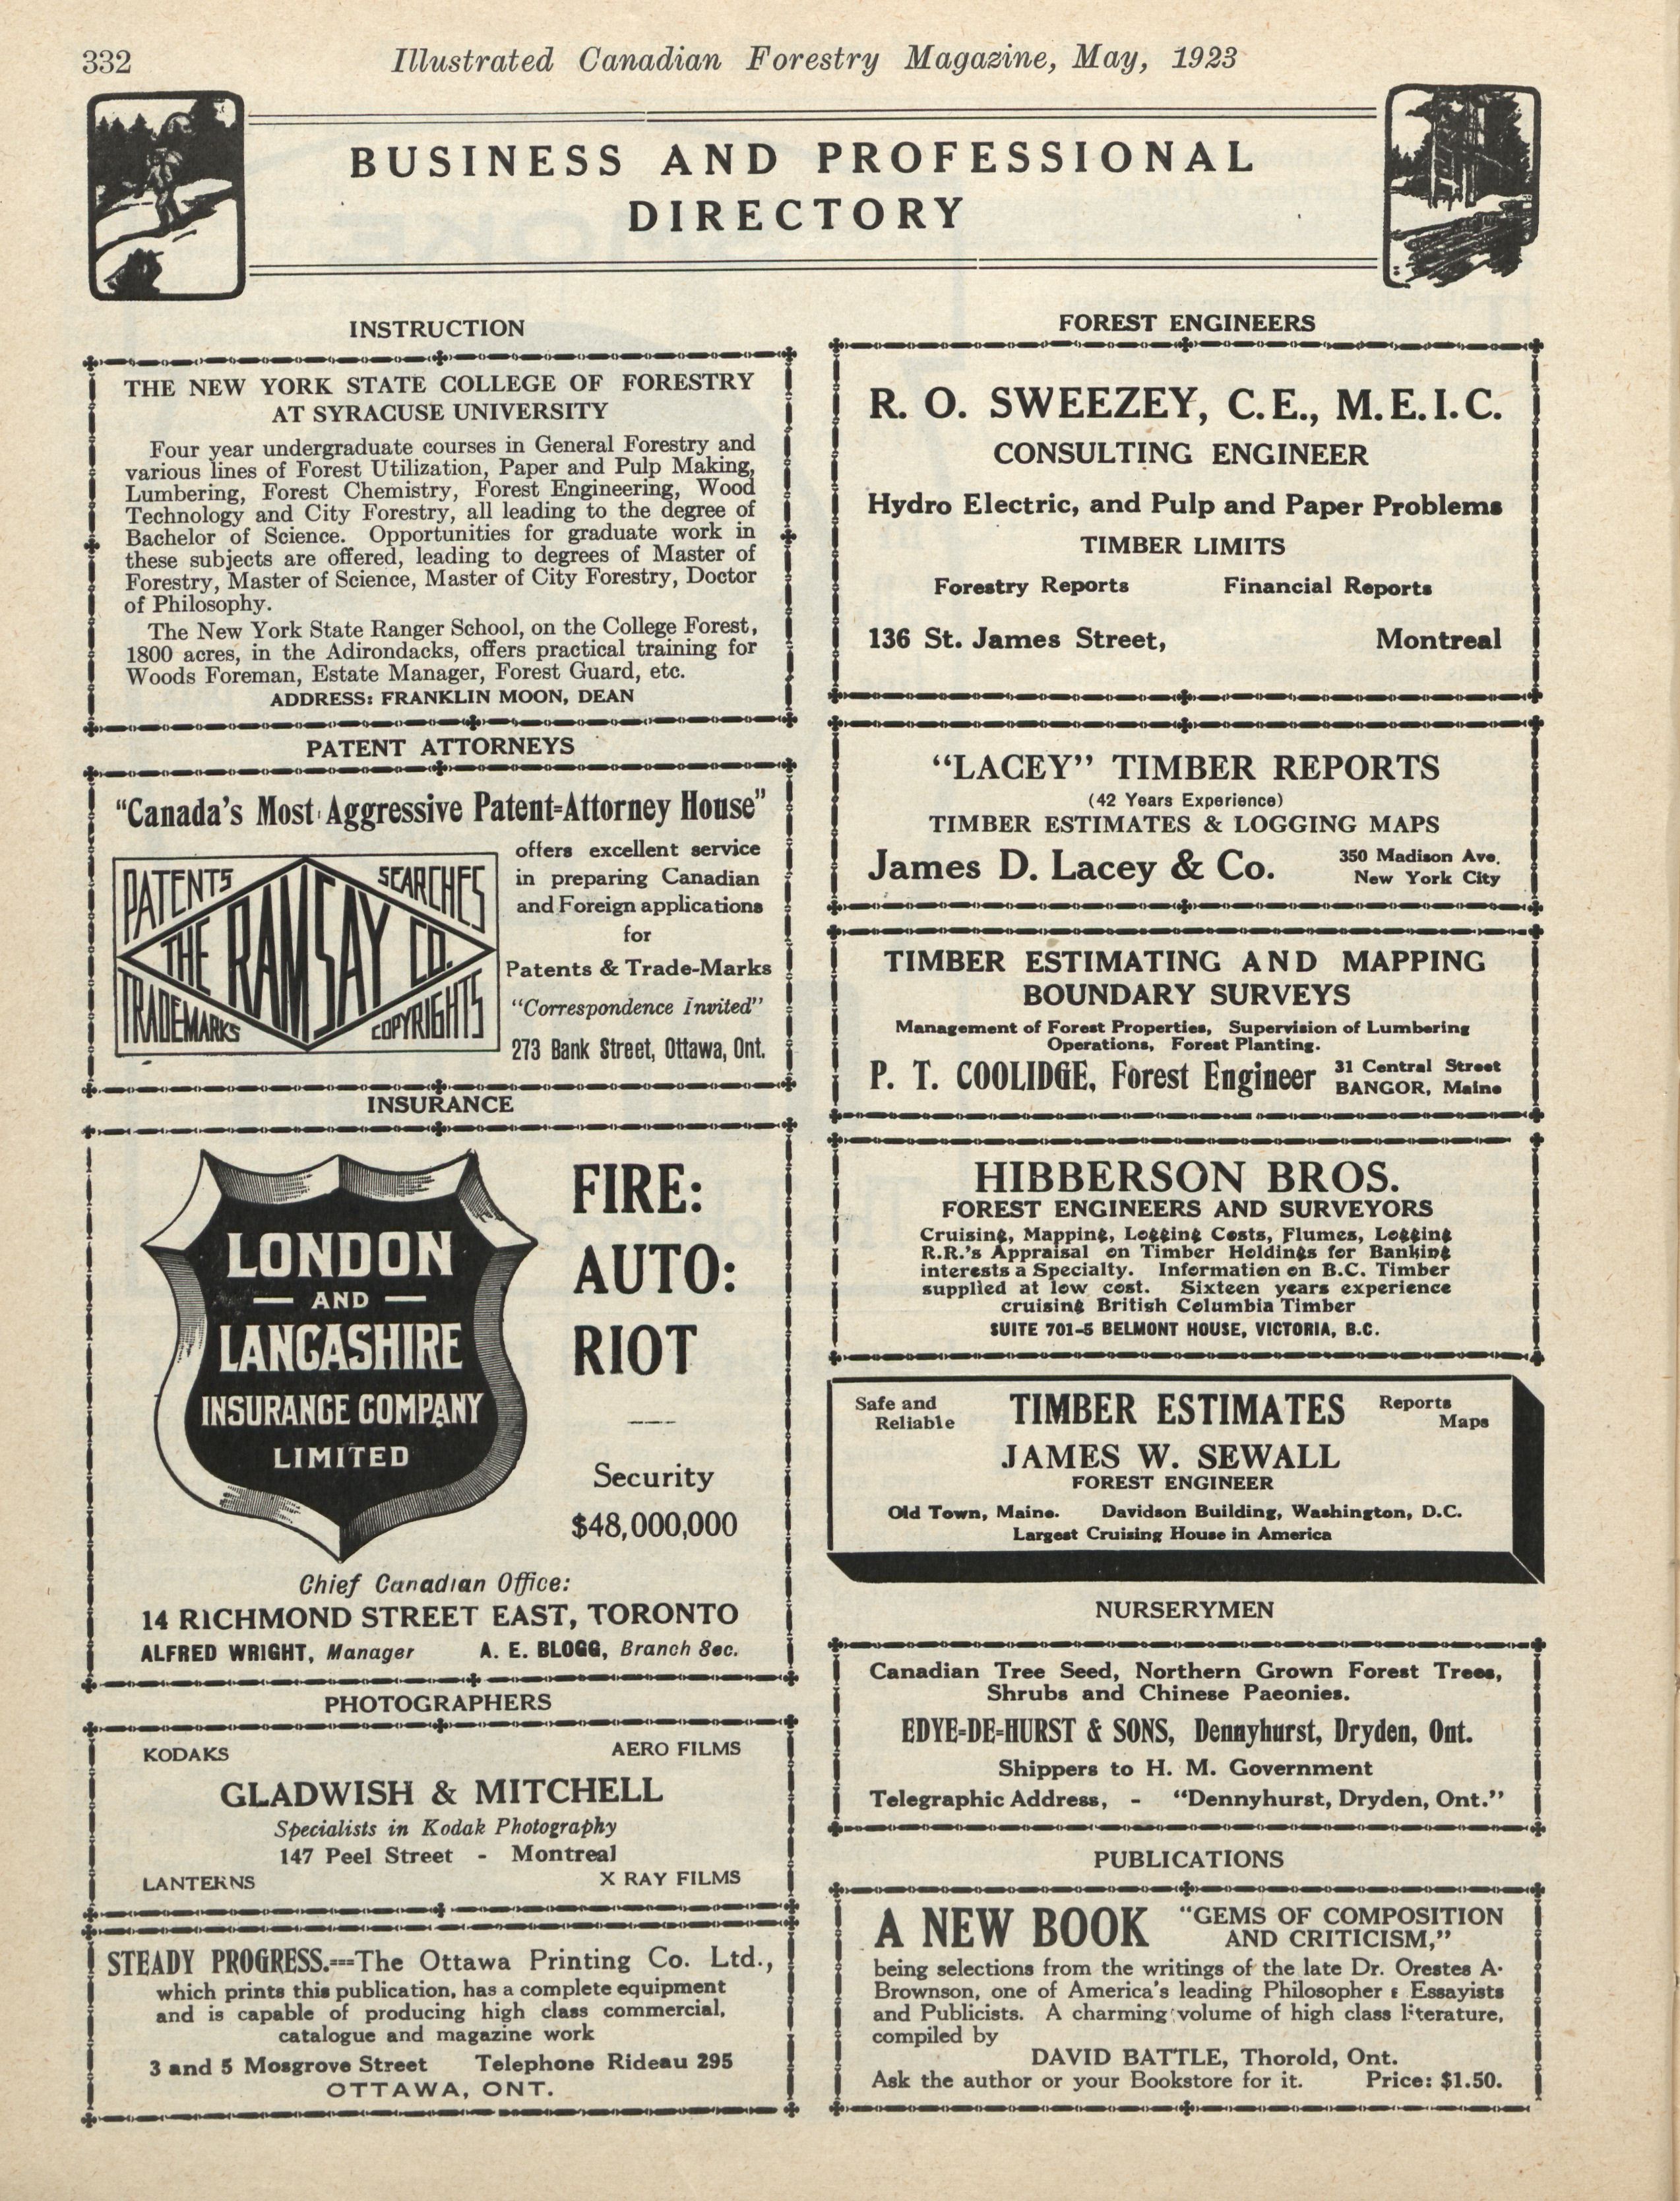 332
Illustrated Canadian Forestry Magazine, May, 1923
BUSINESS AND PROFESSIONAL
DIRECTORY
INSTRUCTION
THE NEW YORK STATE COLLEGE OF FORESTRY
AT SYRACUSE UNIVERSITY
Four year undergraduate courses in General Forestry and
various lines of Forest Utilization, Paper and Pulp Making,
Lumbering, Forest Chemistry, Forest Engineering, Wood
Technology and City Forestry, all leading to the degree of
Bachelor of Science. Opportunities for graduate work in
these subjects are offered, leading to degrees of Master of
Forestry, Master of Science, Master of City Forestry, Doctor
of Philosophy.
The New York State Ranger School, on the College Forest,
1800 acres, in the Adirondacks, offers practical training for
Woods Foreman, Estate Manager, Forest Guard, etc.
ADDRESS: FRANKLIN MOON, DEAN
PATENT ATTORNEYS
"Canada's Most Aggressive Patent-Attorney House"
PATENTS
SEARCHES
THE RAMSAY CO.
TRADEMARKS
COPYRIGHTS
offers excellent service
in preparing Canadian
and Foreign applications
for
Patents & Trade-Marks
"Correspondence Invited"
273 Bank Street, Ottawa, Ont.
INSURANCE
LONDON
AND
LANCASHIRE
INSURANCE COMPANY
LIMITED
FIRE:
AUTO:
RIOT
Security
$48,000,000
Chief Canadian Office:
14 RICHMOND STREET EAST, TORONTO
ALFRED WRIGHT, Manager A. E. BLOGG, Branch Sec.
PHOTOGRAPHERS
KODAKS AERO FILMS
GLADWISH & MITCHELL
Specialists in Kodak Photography
147 Peel Street - Montreal
LANTERNS X RAY FILMS
STEADY PROGRESS.---The Ottawa Printing Co. Ltd.,
which prints this publication, has a complete equipment
and is capable of producing high class commercial,
catalogue and magazine work
3 and 5 Mosgrove Street Telephone Rideau 295
OTTAWA, ONT.
FOREST ENGINEERS
R. O. SWEEZEY, C.E., M.E.I.C.
CONSULTING ENGINEER
Hydro Electric, and Pulp and Paper Problems
TIMBER LIMITS
Forestry Reports Financial Reports
136 St. James Street, Montreal
"LACEY" TIMBER REPORTS
(42 Years Experience)
TIMBER ESTIMATES & LOGGING MAPS
James D. Lacey & Co. 350 Madison Ave.
New York City
TIMBER ESTIMATING AND MAPPING
BOUNDARY SURVEYS
Management of Forest Properties, Supervision of Lumbering
Operations, Forest Planting.
P. T. COOLIDGE, Forest Engineer 31 Central Street
BANGOR, Maine
HIBBERSON BROS.
FOREST ENGINEERS AND SURVEYORS
Cruising, Mapping, Logging Costs, Flumes, Logging
R.R.'s Appraisal on Timber Holdings for Banking
interests a Specialty. Information on B.C. Timber
supplied at low cost. Sixteen years experience
cruising British Columbia Timber
SUITE 701-5 BELMONT HOUSE, VICTORIA, B.C.
Safe and
Reliable
TIMBER ESTIMATES
Reports
Maps
JAMES W. SEWALL
FOREST ENGINEER
Old Town, Maine. Davidson Building, Washington, D.C.
Largest Cruising House in America
NURSERYMEN
Canadian Tree Seed, Northern Grown Forest Trees,
Shrubs and Chinese Paeonies.
EDYE-DE-HURST & SONS, Dennyhurst, Dryden, Ont.
Shippers to H. M. Government
Telegraphic Address, - "Dennyhurst, Dryden, Ont."
PUBLICATIONS
A NEW BOOK "GEMS OF COMPOSITION
AND CRITICISM,"
being selections from the writings of the late Dr. Orestes A.
Brownson, one of America's leading Philosopher s Essayists
and Publicists. A charming volume of high class literature,
compiled by
DAVID BATTLE, Thorold, Ont.
Ask the author or your Bookstore for it. Price: $1.50.